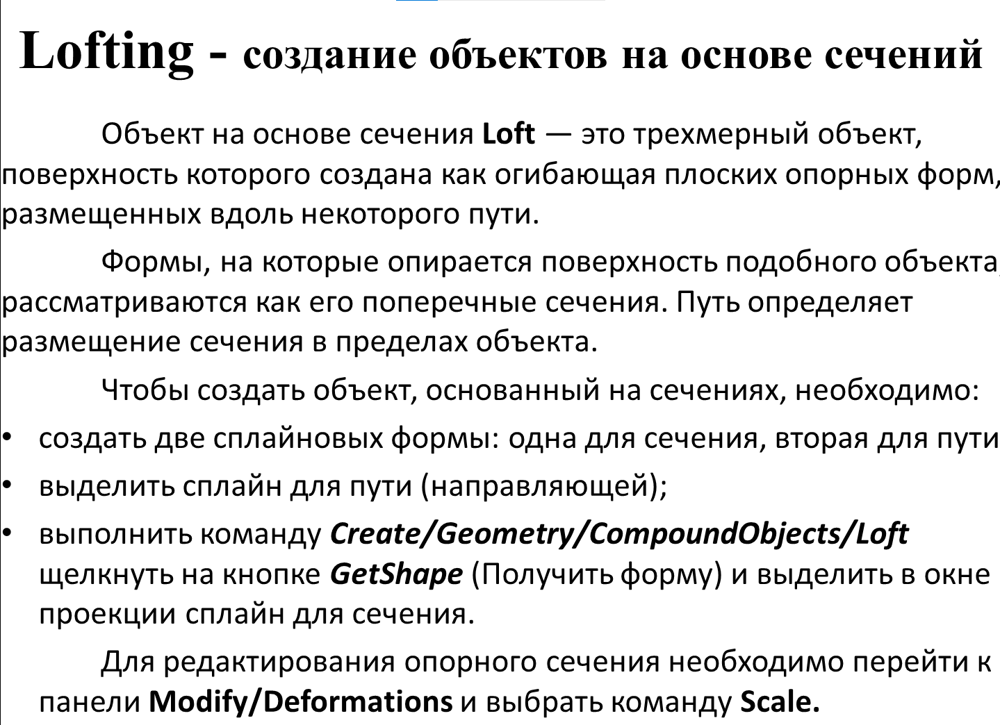 Lofting - создание объектов на основе сечений
Объект на основе сечения Loft — это трехмерный объект,
поверхность которого создана как огибающая плоских опорных форм,
размещенных вдоль некоторого пути.
Формы, на которые опирается поверхность подобного объекта,
рассматриваются как его поперечные сечения. Путь определяет
размещение сечения в пределах объекта.
Чтобы создать объект, основанный на сечениях, необходимо:
• создать две сплайновых формы: одна для сечения, вторая для пути
• выделить сплайн для пути (направляющей);
• выполнить команду Create/Geometry/CompoundObjects/Loft
щелкнуть на кнопке GetShape (Получить форму) и выделить в окне
проекции сплайн для сечения.
Для редактирования опорного сечения необходимо перейти к
панели Modify/Deformations и выбрать команду Scale.